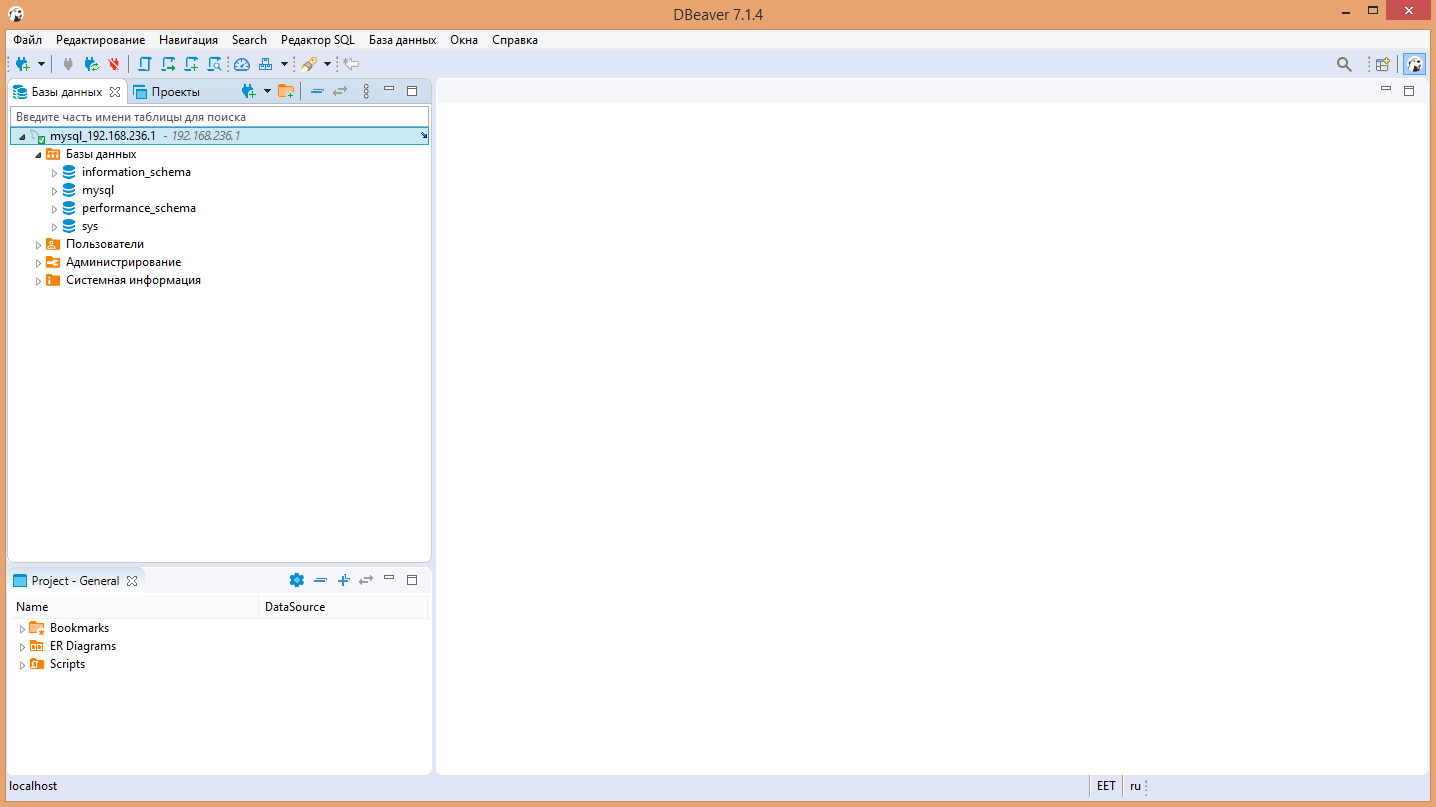 DBeaver 7.1.4
Файл Редактирование Навигация Search Редактор SQL База данных Окна Справка
Базы данных Проекты
Введите часть имени таблицы для поиска
mysql_192.168.236.1 - 192.168.236.1
Базы данных
information_schema
mysql
performance_schema
sys
Пользователи
Администрирование
Системная информация
Project - General
Name DataSource
Bookmarks
ER Diagrams
Scripts
localhost EET ru